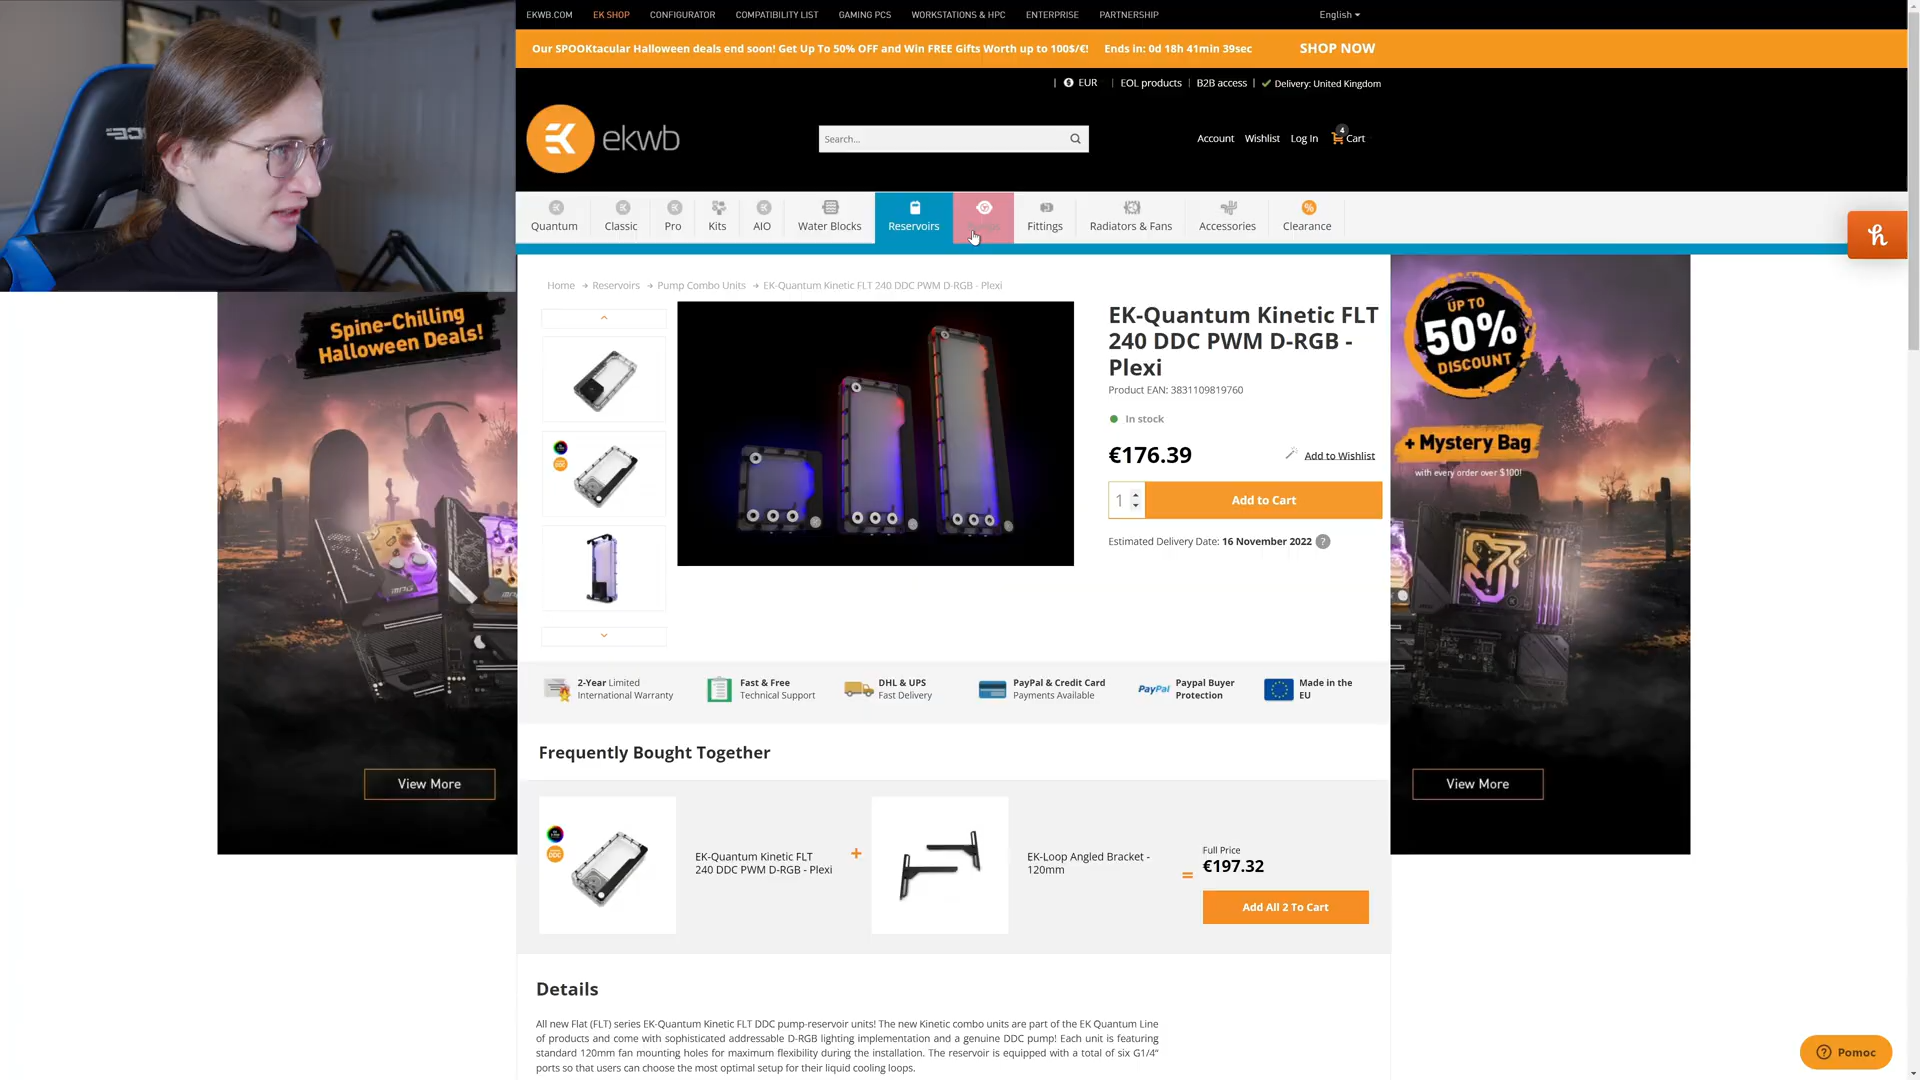 EKWB.COM
EK SHOP
CONFIGURATOR
COMPATIBILITY LIST
GAMING PCS
WORKSTATIONS & HPC
ENTERPRISE
PARTNERSHIP
English
Our SPOOKtacular Halloween deals end soon! Get Up To 50% OFF and Win FREE Gifts Worth up to 100$/€! Ends in: 0d 18h 41min 39sec
SHOP NOW
EUR
EOL products
B2B access
Delivery: United Kingdom
ekwb
Search...
Account
Wishlist
Log In
4
Cart
Quantum
Classic
Pro
Kits
AIO
Water Blocks
Reservoirs
Fittings
Radiators & Fans
Accessories
%
Clearance
h
Home
Reservoirs
Pump Combo Units
EK-Quantum Kinetic FLT 240 DDC PWM D-RGB - Plexi
EK-Quantum Kinetic FLT
240 DDC PWM D-RGB -
Plexi
Product EAN: 3831109819760
In stock
€176.39
Add to Wishlist
1
Add to Cart
Estimated Delivery Date: 16 November 2022 ?
Spine-Chilling
Halloween Deals!
View More
UP TO
50%
DISCOUNT
+ Mystery Bag
with every order over $100!
View More
2-Year Limited
International Warranty
Fast & Free
Technical Support
DHL & UPS
Fast Delivery
PayPal & Credit Card
Payments Available
PayPal
Paypal Buyer
Protection
Made in the
EU
Frequently Bought Together
DDC
EK-Quantum Kinetic FLT
240 DDC PWM D-RGB - Plexi
+
EK-Loop Angled Bracket -
120mm
=
Full Price
€197.32
Add All 2 To Cart
Details
All new Flat (FLT) series EK-Quantum Kinetic FLT DDC pump-reservoir units! The new Kinetic combo units are part of the EK Quantum Line
of products and come with sophisticated addressable D-RGB lighting implementation and a genuine DDC pump! Each unit is featuring
standard 120mm fan mounting holes for maximum flexibility during the installation. The reservoir is equipped with a total of six G1/4"
ports so that users can choose the most optimal setup for their liquid cooling loops.
? Pomoc